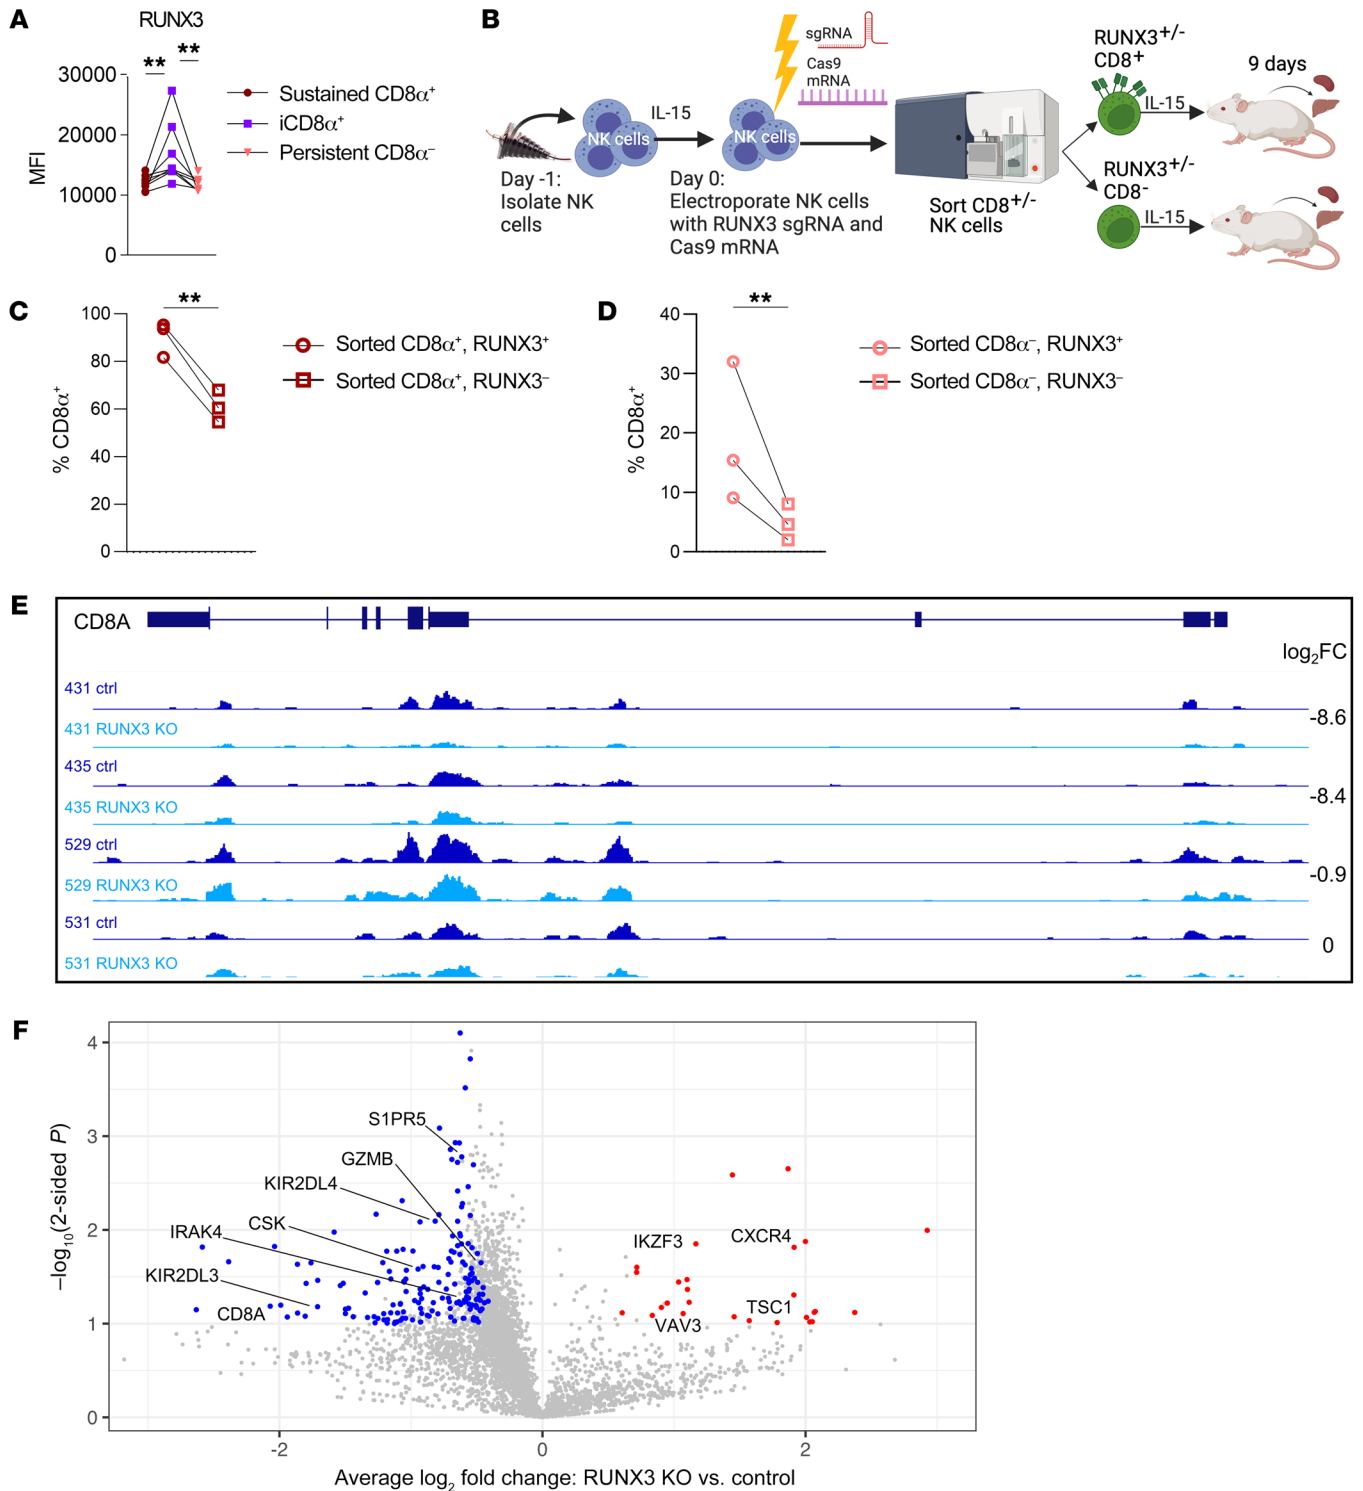 A
RUNX3
**
**
30000
20000
10000
0
MFI
Sustained CD8α⁺
iCD8α⁺
Persistent CD8α⁻
B
sgRNA
Cas9
mRNA
NK cells
IL-15
NK cells
Day -1:
Isolate NK
cells
Day 0:
Electroporate NK cells
with RUNX3 sgRNA and
Cas9 mRNA
Sort CD8⁺/⁻
NK cells
RUNX3⁺/⁻
CD8⁺
IL-15
9 days
RUNX3⁺/⁻
CD8⁻
IL-15
C
**
100
80
60
40
20
0
% CD8α⁺
Sorted CD8α⁺, RUNX3⁺
Sorted CD8α⁺, RUNX3⁻
D
**
40
30
20
10
0
% CD8α⁺
Sorted CD8α⁻, RUNX3⁺
Sorted CD8α⁻, RUNX3⁻
E
CD8A
log₂FC
431 ctrl
-8.6
431 RUNX3 KO
435 ctrl
-8.4
435 RUNX3 KO
529 ctrl
-0.9
529 RUNX3 KO
531 ctrl
0
531 RUNX3 KO
F
4
3
2
1
0
−log₁₀(2-sided P)
S1PR5
GZMB
KIR2DL4
CSK
IRAK4
KIR2DL3
CD8A
IKZF3
CXCR4
TSC1
VAV3
-2
0
2
Average log₂ fold change: RUNX3 KO vs. control